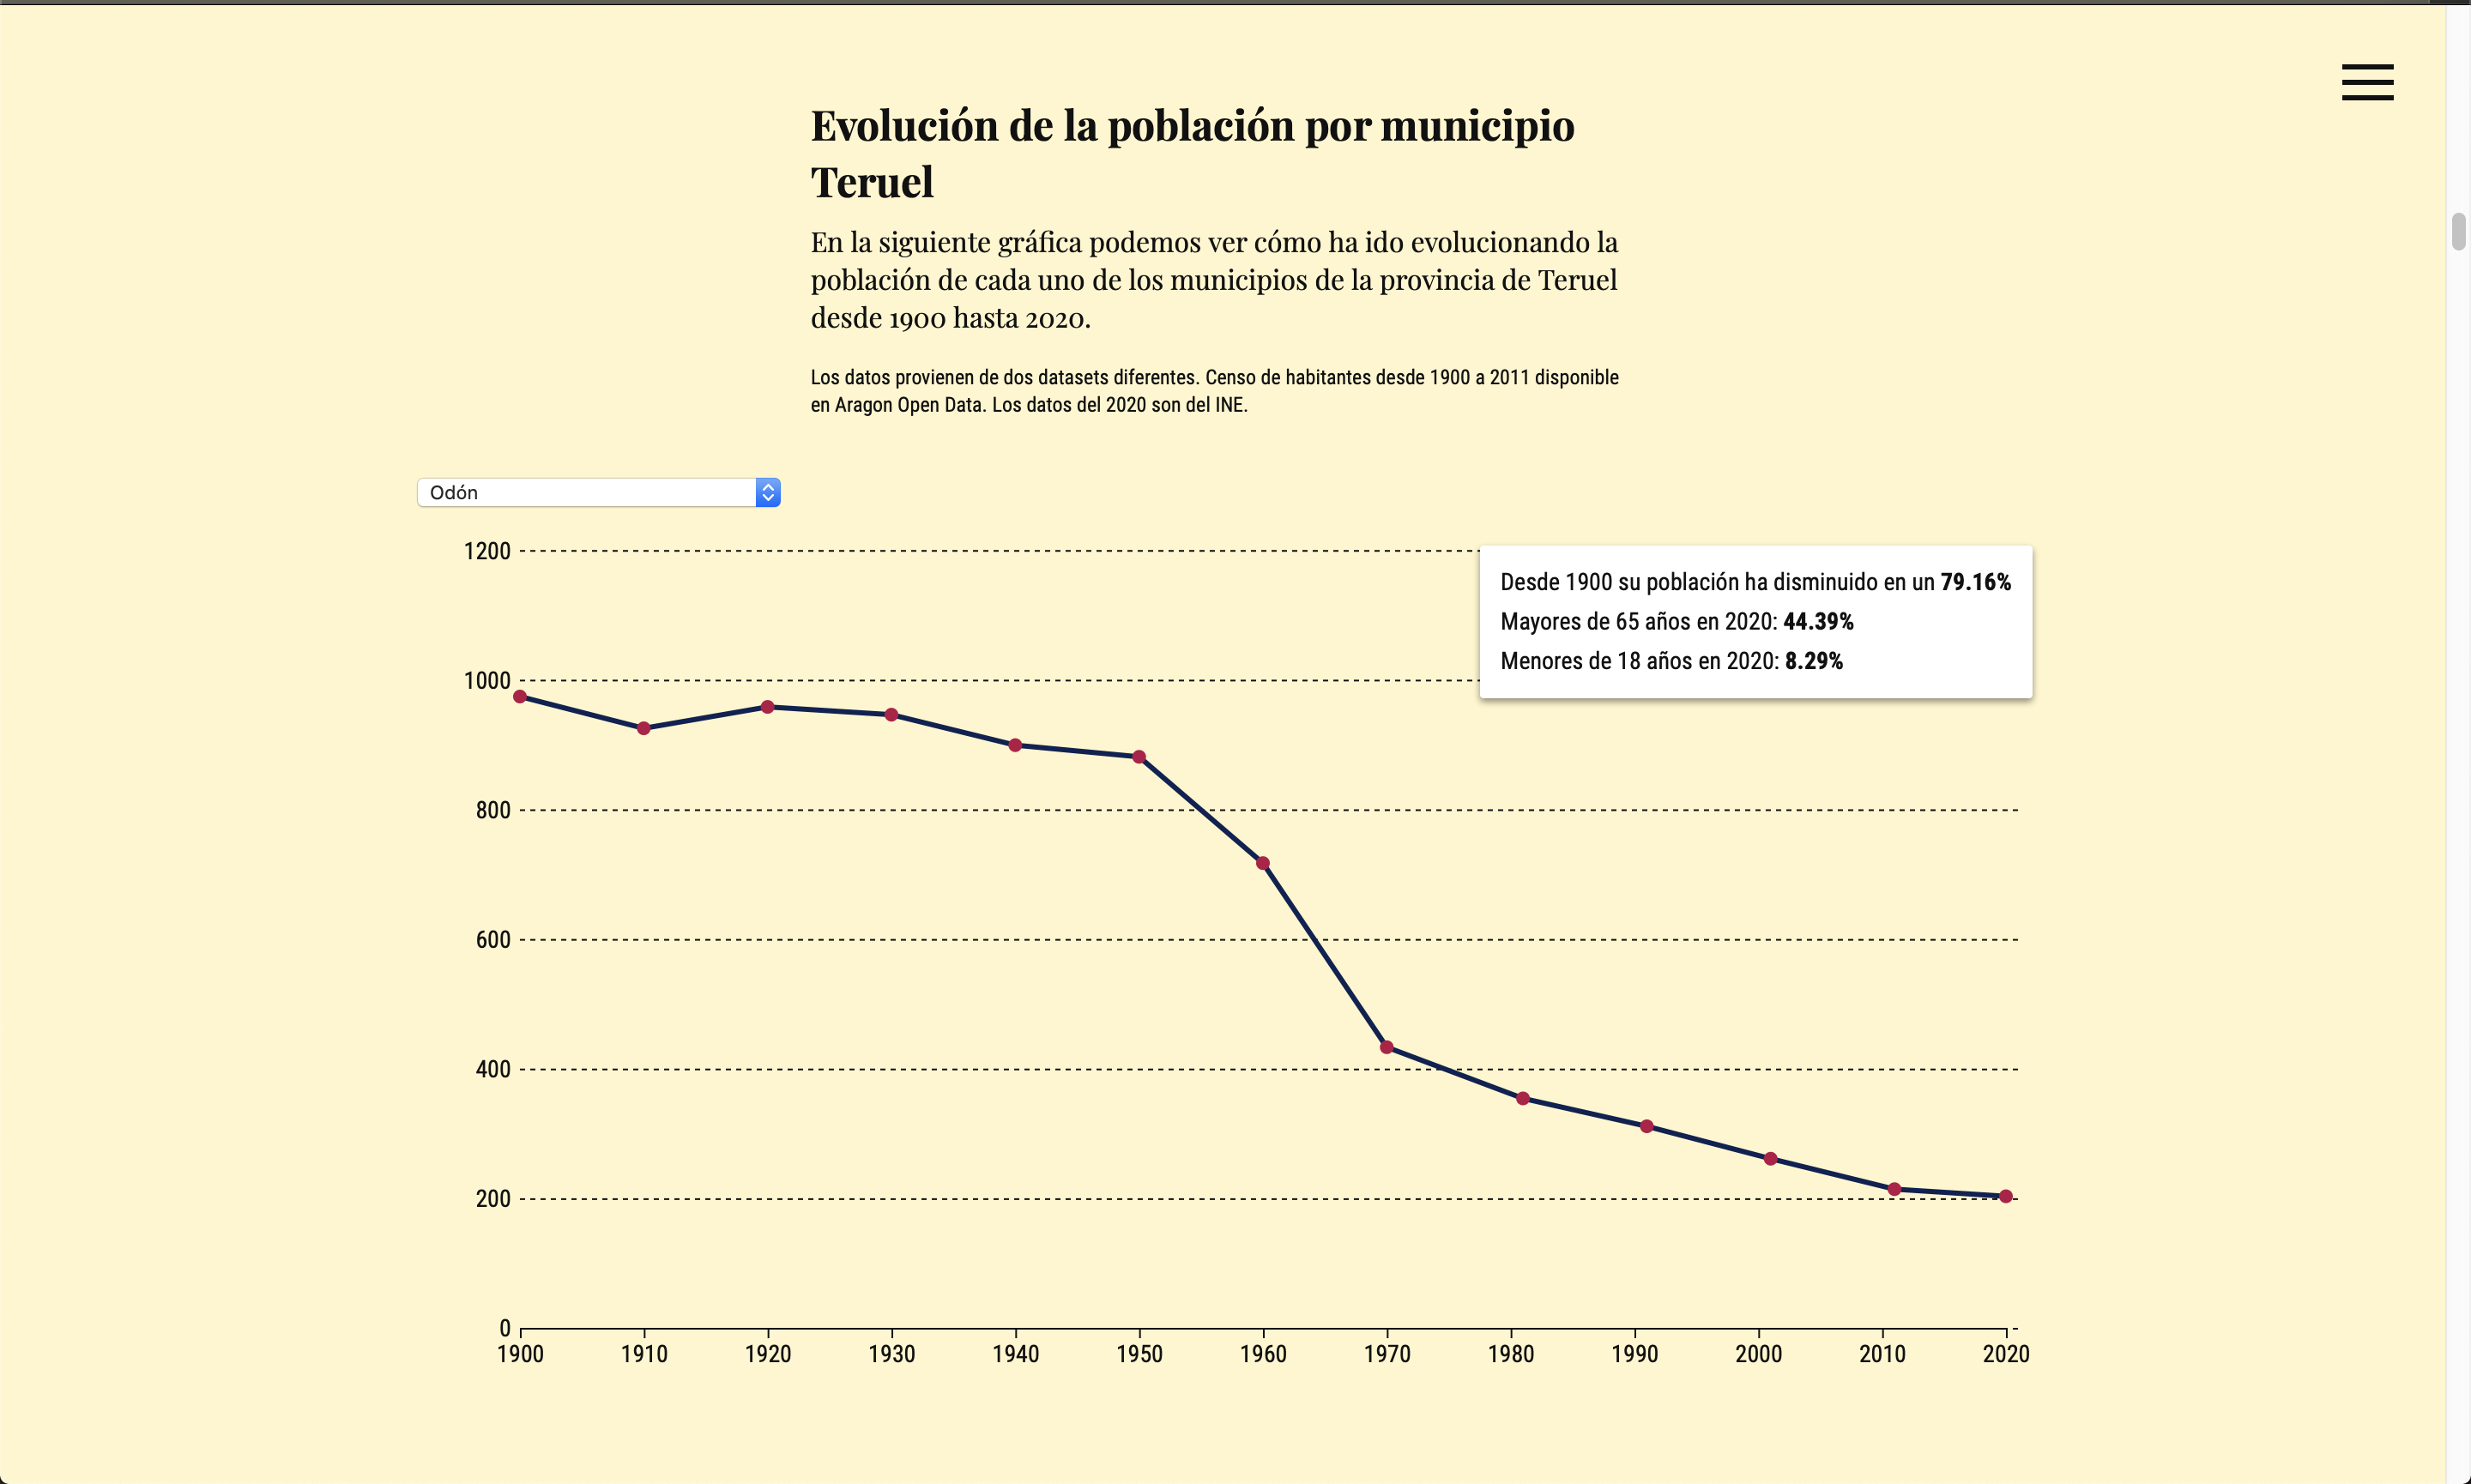 Evolución de la población por municipio
Teruel
En la siguiente gráfica podemos ver cómo ha ido evolucionando la
población de cada uno de los municipios de la provincia de Teruel
desde 1900 hasta 2020.
Los datos provienen de dos datasets diferentes. Censo de habitantes desde 1900 a 2011 disponible
en Aragon Open Data. Los datos del 2020 son del INE.
Odón
Desde 1900 su población ha disminuido en un 79.16%
Mayores de 65 años en 2020: 44.39%
Menores de 18 años en 2020: 8.29%
1200
1000
800
600
400
200
0
1900 1910 1920 1930 1940 1950 1960 1970 1980 1990 2000 2010 2020